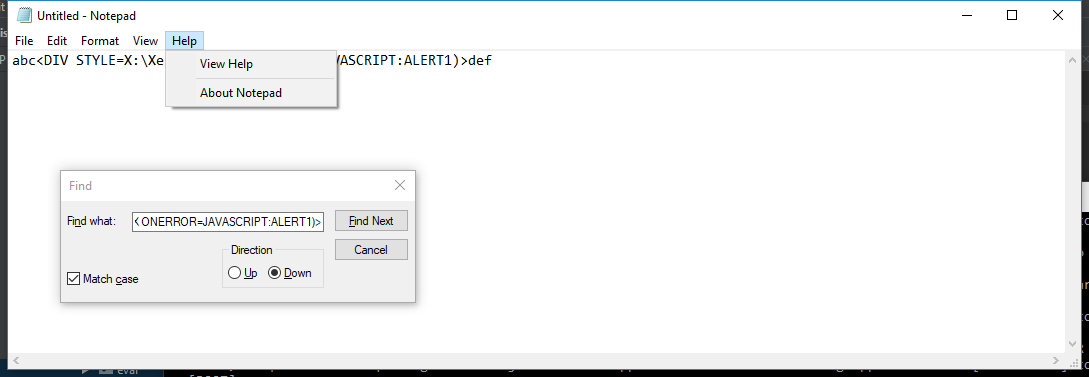 Untitled - Notepad
File Edit Format View Help
abc<DIV STYLE=X:\Xe VASCRIPT:ALERT1)>def
View Help
About Notepad
Find
Find what: < ONERROR=JAVASCRIPT:ALERT1)> Find Next
Cancel
Direction
Up Down
Match case
eval